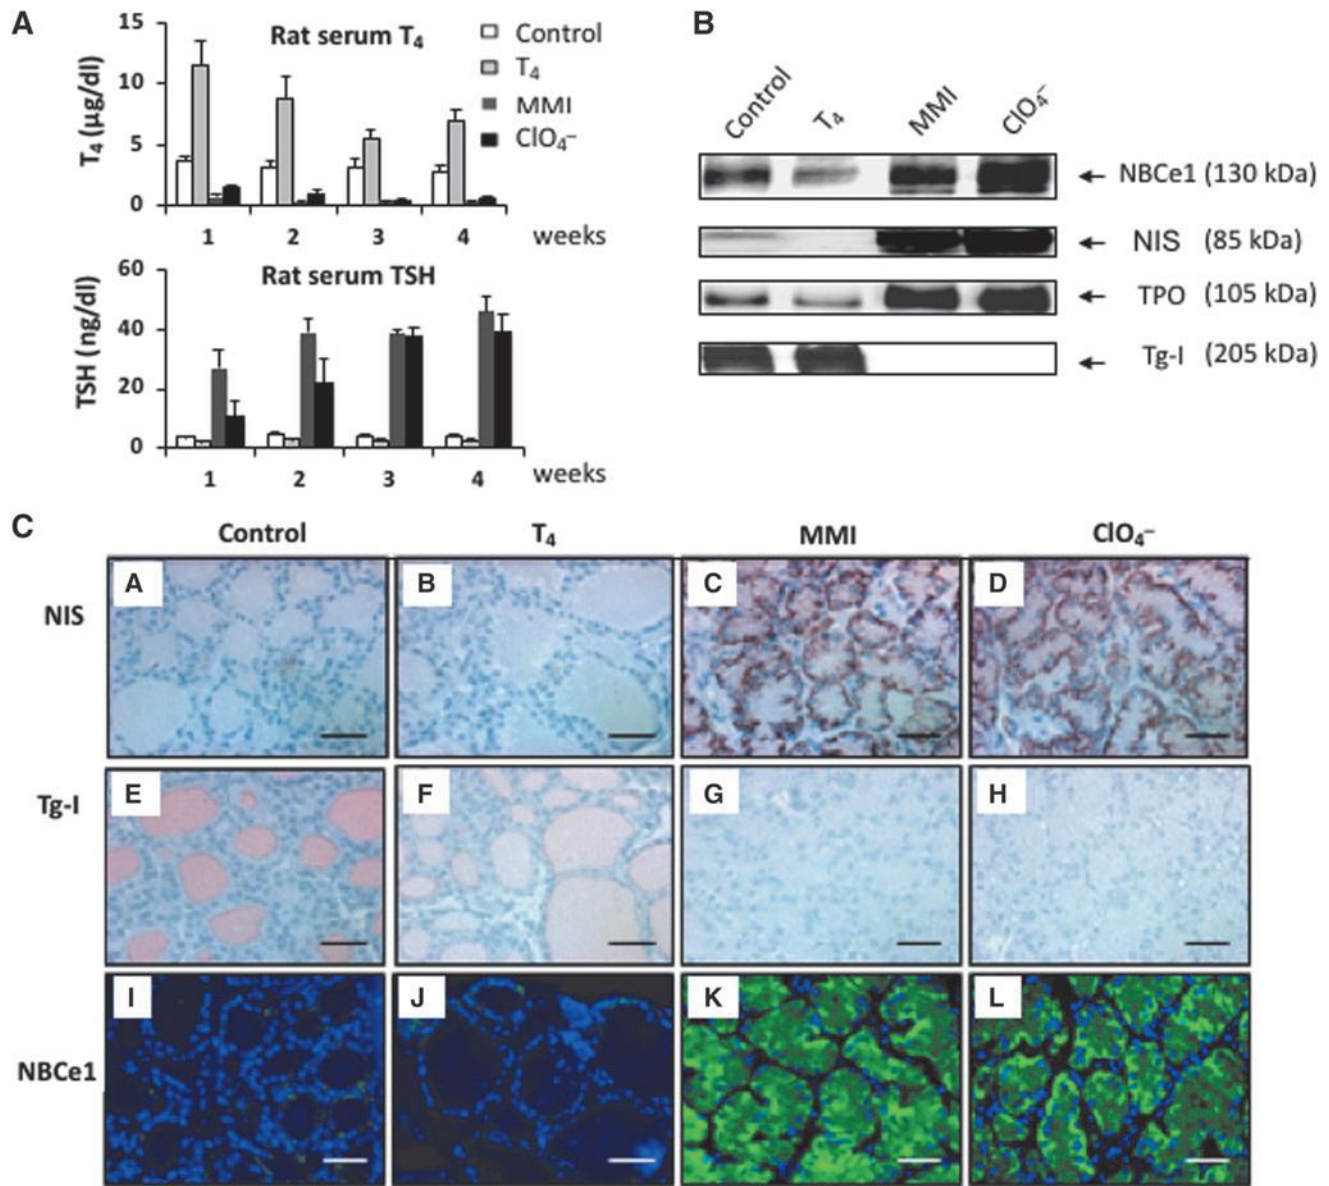 A
Rat serum T4
T4 (µg/dl)
15
10
5
0
1 2 3 4 weeks
Control
T4
MMI
ClO4−
Rat serum TSH
TSH (ng/dl)
60
40
20
0
1 2 3 4 weeks
B
Control T4 MMI ClO4−
NBCe1 (130 kDa)
NIS (85 kDa)
TPO (105 kDa)
Tg-I (205 kDa)
C
Control T4 MMI ClO4−
NIS A B C D
Tg-I E F G H
NBCe1 I J K L